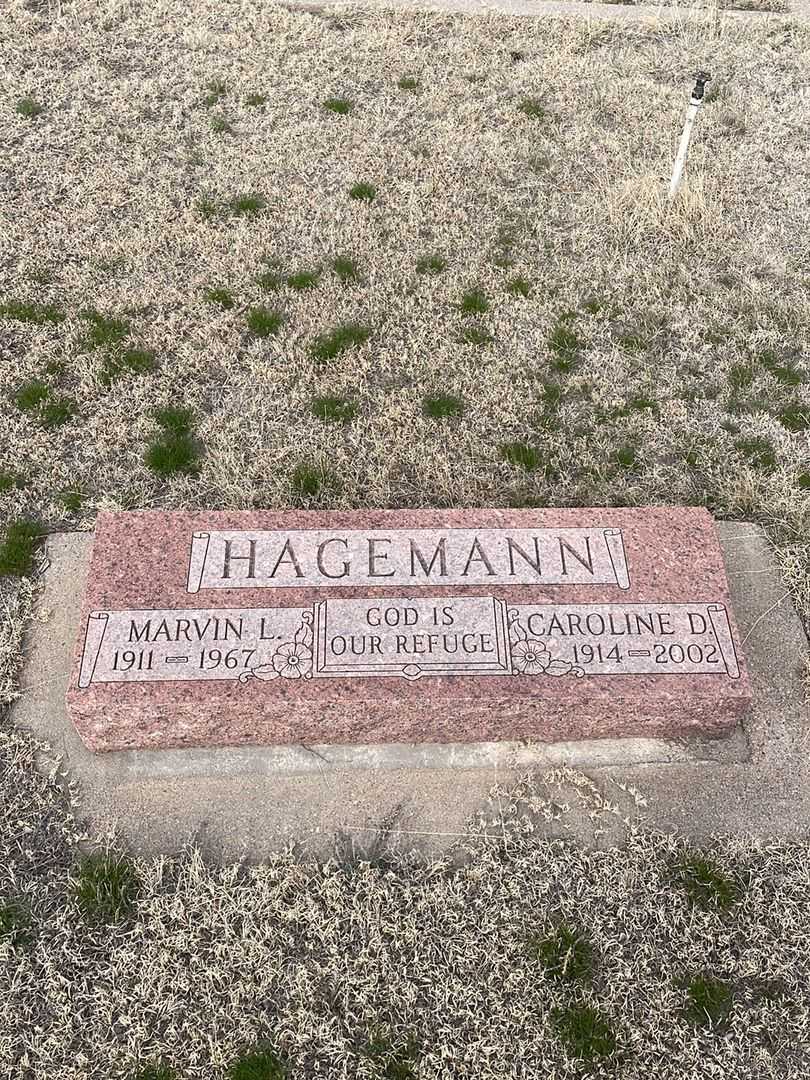 HAGEMANN
MARVIN L.
1911 – 1967
GOD IS
OUR REFUGE
CAROLINE D.
1914 – 2002